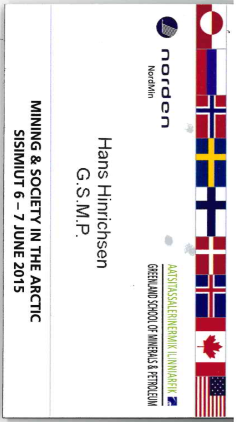 norden
NordMin
AATSITASSALERINERMIK ILINNIARFIK
GREENLAND SCHOOL OF MINERALS & PETROLEUM
Hans Hinrichsen
G.S.M.P.
MINING & SOCIETY IN THE ARCTIC
SISIMIUT 6 – 7 JUNE 2015